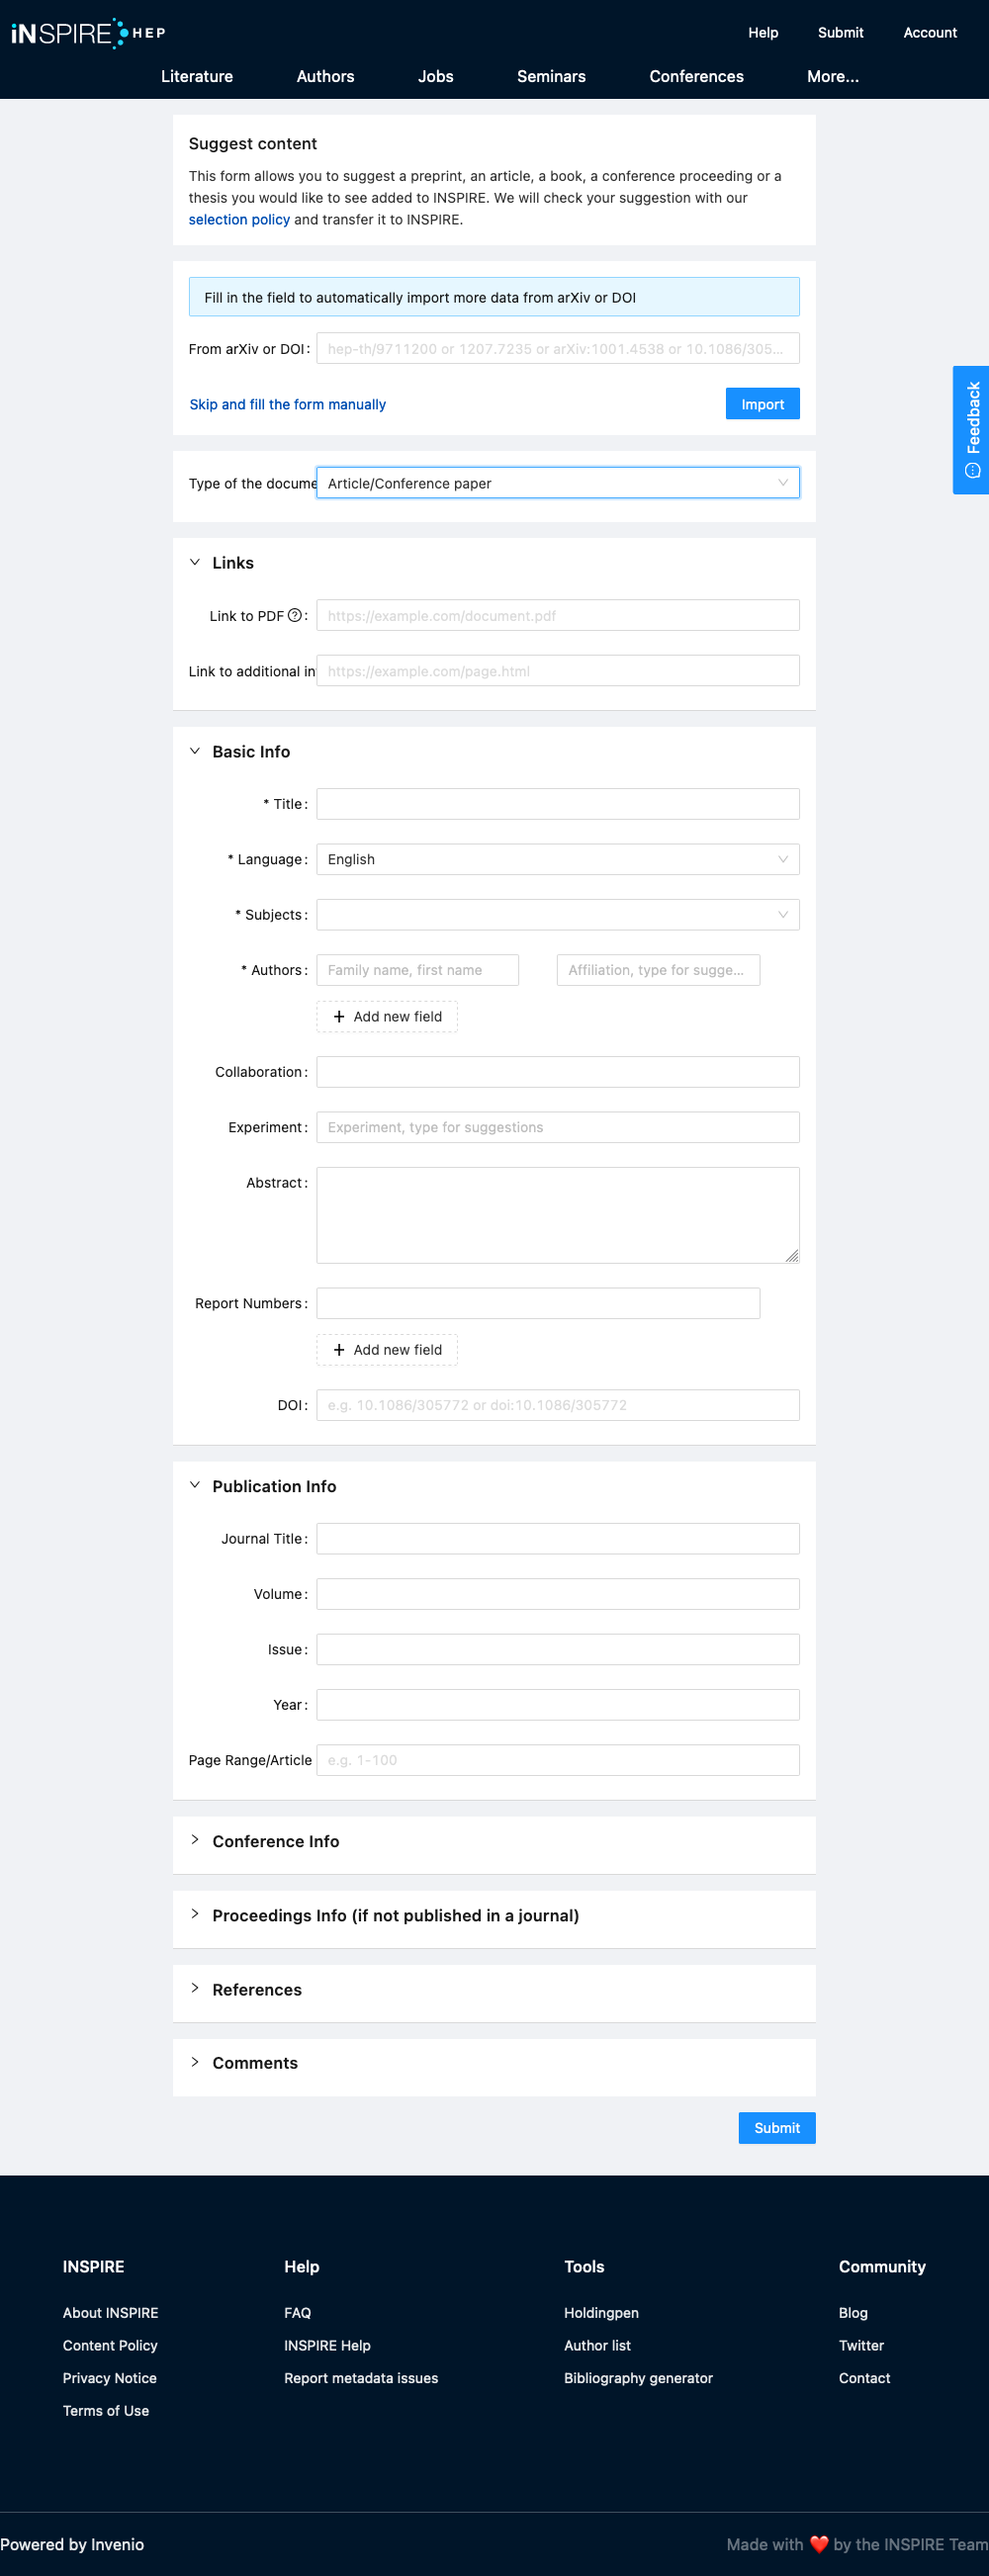 iNSPIRE HEP
Help Submit Account
Literature Authors Jobs Seminars Conferences More...
Suggest content
This form allows you to suggest a preprint, an article, a book, a conference proceeding or a
thesis you would like to see added to INSPIRE. We will check your suggestion with our
selection policy and transfer it to INSPIRE.
Fill in the field to automatically import more data from arXiv or DOI
From arXiv or DOI: hep-th/9711200 or 1207.7235 or arXiv:1001.4538 or 10.1086/305...
Skip and fill the form manually Import
Feedback
Type of the docume Article/Conference paper
Links
Link to PDF: https://example.com/document.pdf
Link to additional in https://example.com/page.html
Basic Info
* Title:
* Language: English
* Subjects:
* Authors: Family name, first name Affiliation, type for sugge...
+ Add new field
Collaboration:
Experiment: Experiment, type for suggestions
Abstract:
Report Numbers:
+ Add new field
DOI: e.g. 10.1086/305772 or doi:10.1086/305772
Publication Info
Journal Title:
Volume:
Issue:
Year:
Page Range/Article e.g. 1-100
Conference Info
Proceedings Info (if not published in a journal)
References
Comments
Submit
INSPIRE Help Tools Community
About INSPIRE FAQ Holdingpen Blog
Content Policy INSPIRE Help Author list Twitter
Privacy Notice Report metadata issues Bibliography generator Contact
Terms of Use
Powered by Invenio Made with ❤️ by the INSPIRE Team